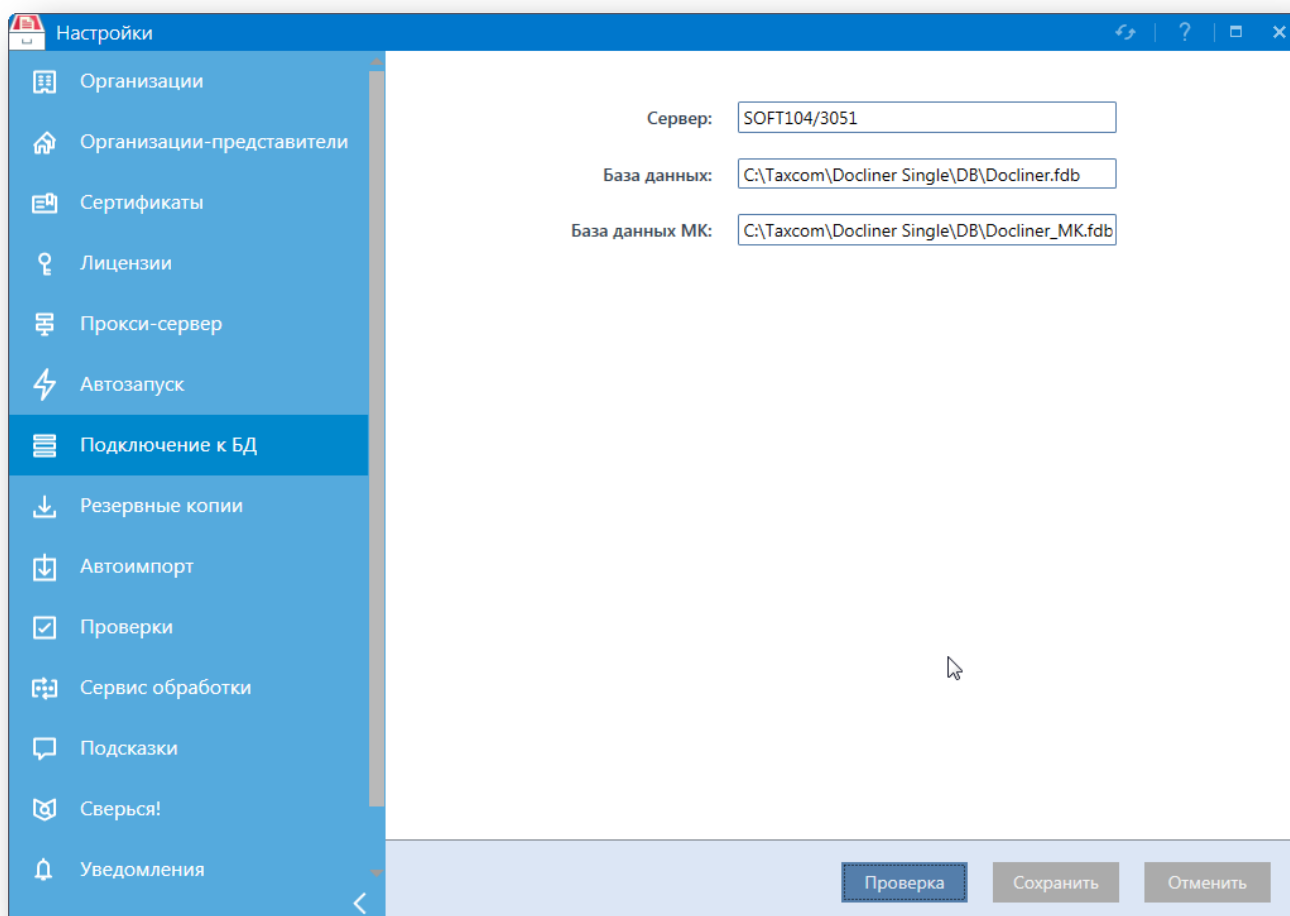 Настройки
?
Организации
Организации-представители
Сертификаты
Лицензии
Прокси-сервер
Автозапуск
Подключение к БД
Резервные копии
Автоимпорт
Проверки
Сервис обработки
Подсказки
Сверься!
Уведомления
Сервер: SOFT104/3051
База данных: C:\Taxcom\Docliner Single\DB\Docliner.fdb
База данных МК: C:\Taxcom\Docliner Single\DB\Docliner_MK.fdb
Проверка Сохранить Отменить